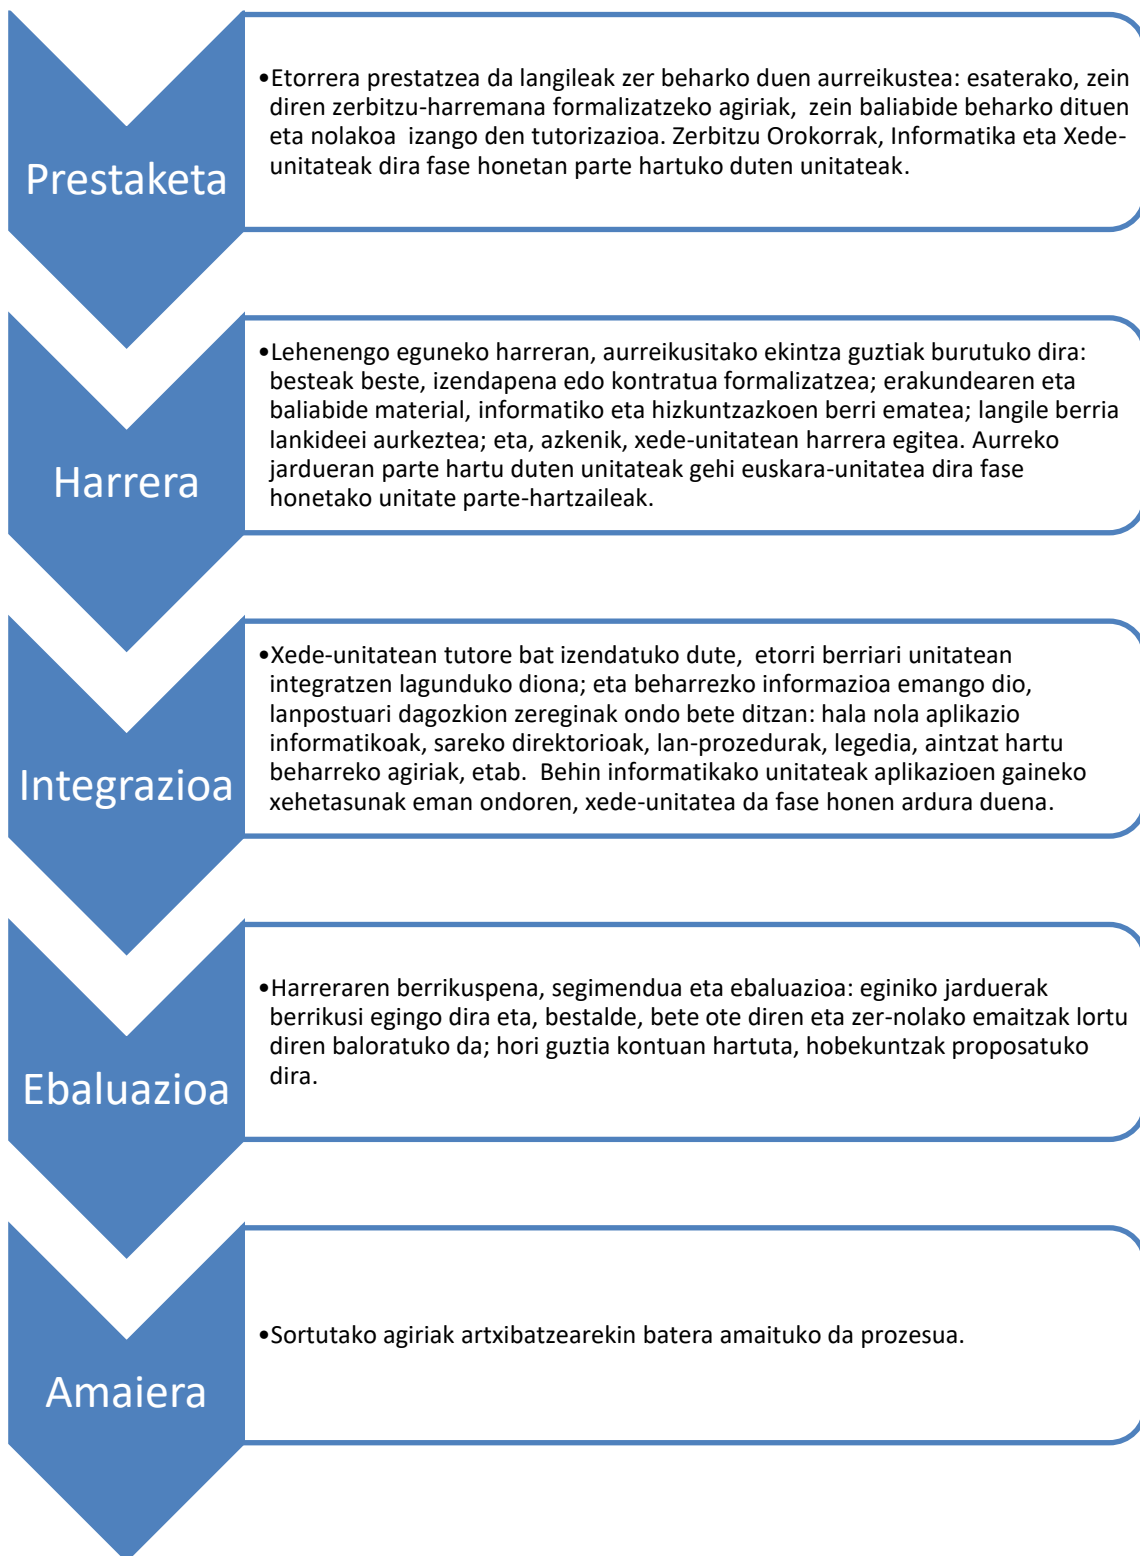 Prestaketa
•Etorrera prestatzea da langileak zer beharko duen aurreikustea: esaterako, zein
diren zerbitzu-harremana formalizatzeko agiriak, zein baliabide beharko dituen
eta nolakoa izango den tutorizazioa. Zerbitzu Orokorrak, Informatika eta Xede-
unitateak dira fase honetan parte hartuko duten unitateak.
Harrera
•Lehenengo eguneko harreran, aurreikusitako ekintza guztiak burutuko dira:
besteak beste, izendapena edo kontratua formalizatzea; erakundearen eta
baliabide material, informatiko eta hizkuntzazkoen berri ematea; langile berria
lankideei aurkeztea; eta, azkenik, xede-unitatean harrera egitea. Aurreko
jardueran parte hartu duten unitateak gehi euskara-unitatea dira fase
honetako unitate parte-hartzaileak.
Integrazioa
•Xede-unitatean tutore bat izendatuko dute, etorri berriari unitatean
integratzen lagunduko diona; eta beharrezko informazioa emango dio,
lanpostuari dagozkion zereginak ondo bete ditzan: hala nola aplikazio
informatikoak, sareko direktorioak, lan-prozedurak, legedia, aintzat hartu
beharreko agiriak, etab. Behin informatikako unitateak aplikazioen gaineko
xehetasunak eman ondoren, xede-unitatea da fase honen ardura duena.
Ebaluazioa
•Harreraren berrikuspena, segimendua eta ebaluazioa: eginiko jarduerak
berrikusi egingo dira eta, bestalde, bete ote diren eta zer-nolako emaitzak lortu
diren baloratuko da; hori guztia kontuan hartuta, hobekuntzak proposatuko
dira.
Amaiera
•Sortutako agiriak artxibatzearekin batera amaituko da prozesua.